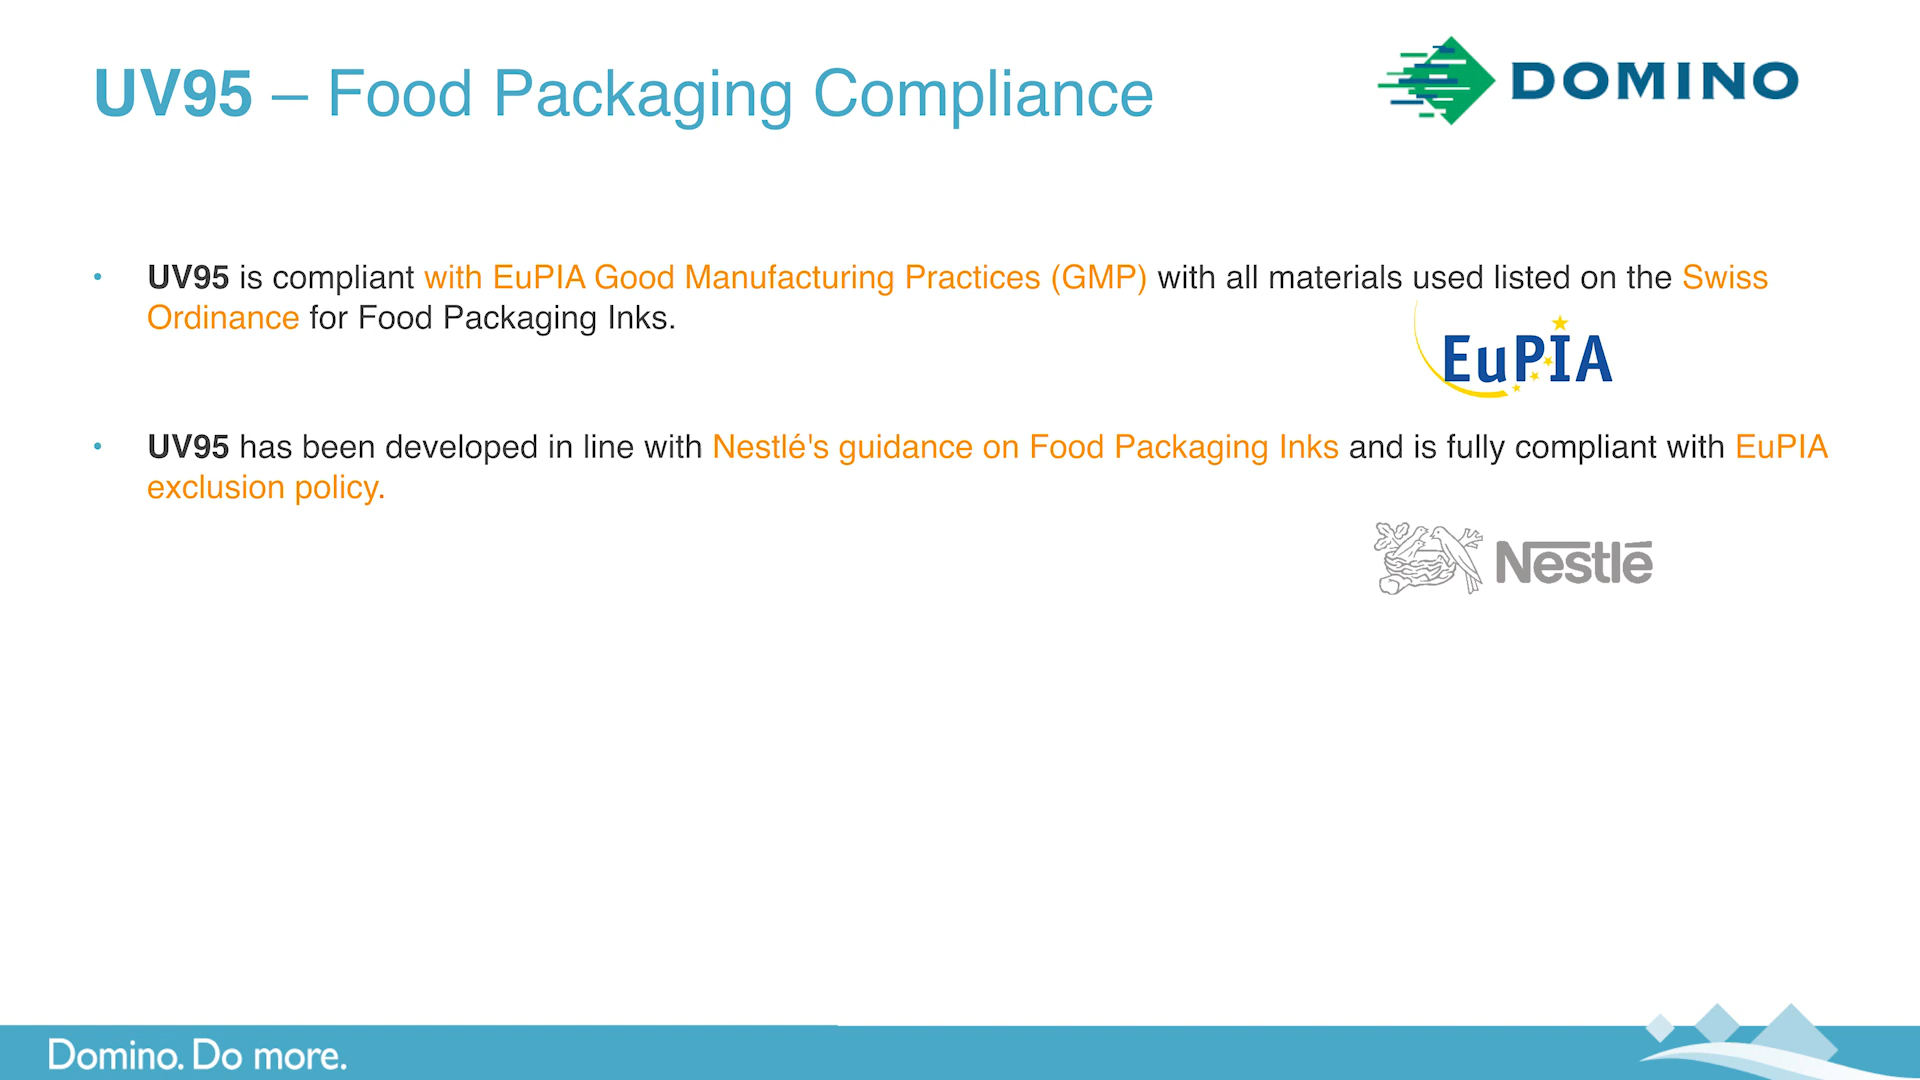 UV95 – Food Packaging Compliance
DOMINO
• UV95 is compliant with EuPIA Good Manufacturing Practices (GMP) with all materials used listed on the Swiss
Ordinance for Food Packaging Inks.
EuPIA
• UV95 has been developed in line with Nestlé's guidance on Food Packaging Inks and is fully compliant with EuPIA
exclusion policy.
Nestlé
Domino. Do more.